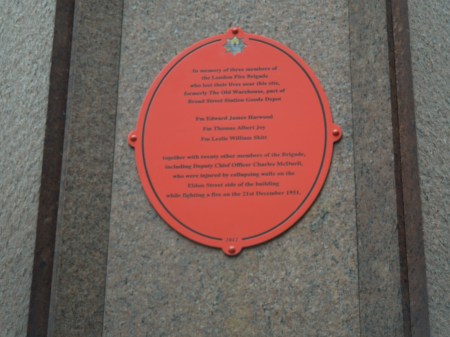 In memory of three members of
the London Fire Brigade
who lost their lives near this site,
formerly The Old Warehouse, part of
Broad Street Station Goods Depot
Fm Edward James Harwood
Fm Thomas Albert Joy
Fm Leslie William Skitt
together with twenty other members of the Brigade,
including Deputy Chief Officer Charles McDuell,
who were injured by collapsing walls on the
Eldon Street side of the building
while fighting a fire on the 21st December 1951.